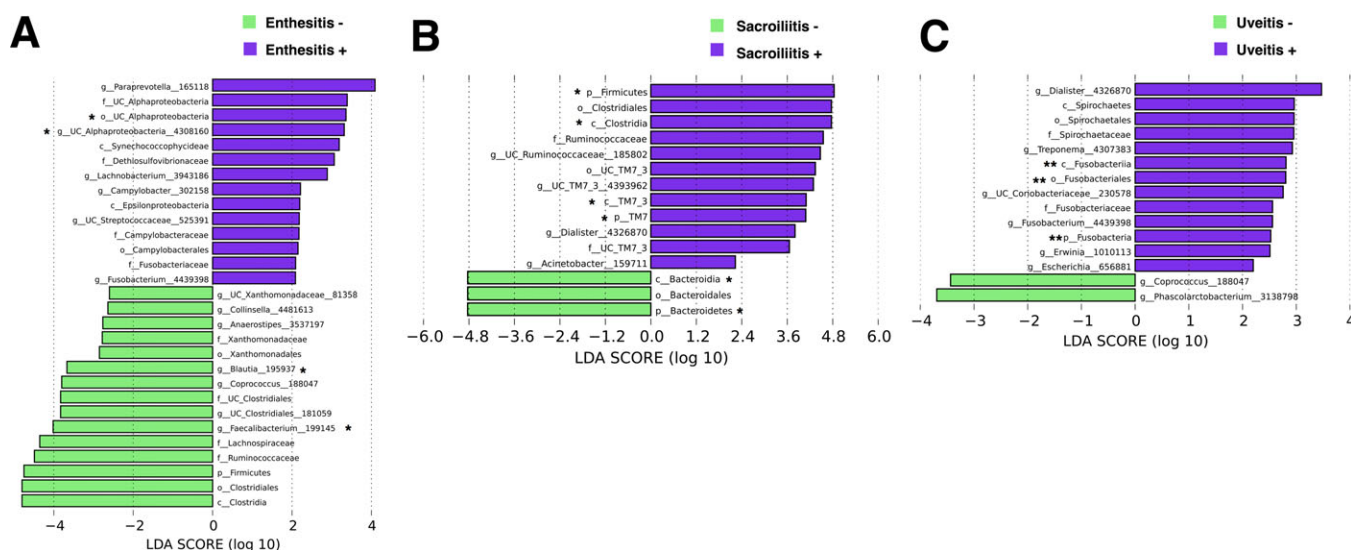 A
Enthesitis -
Enthesitis +
g__Paraprevotella__165118
f__UC_Alphaproteobacteria
* o__UC_Alphaproteobacteria
* g__UC_Alphaproteobacteria__4308160
c__Synechococcophycideae
f__Dethiosulfovibrionaceae
g__Lachnobacterium__3943186
g__Campylobacter__302158
c__Epsilonproteobacteria
g__UC_Streptococcaceae__525391
f__Campylobacteraceae
o__Campylobacterales
f__Fusobacteriaceae
g__Fusobacterium__4439398
g__UC_Xanthomonadaceae__81358
g__Collinsella__4481613
g__Anaerostipes__3537197
f__Xanthomonadaceae
o__Xanthomonadales
g__Blautia__195937 *
g__Coprococcus__188047
f__UC_Clostridiales
g__UC_Clostridiales__181059
g__Faecalibacterium__199145 *
f__Lachnospiraceae
f__Ruminococcaceae
p__Firmicutes
o__Clostridiales
c__Clostridia
−4 −2 0 2 4
LDA SCORE (log 10)
B
Sacroiliitis -
Sacroiliitis +
* p__Firmicutes
o__Clostridiales
* c__Clostridia
f__Ruminococcaceae
g__UC_Ruminococcaceae__185802
o__UC_TM7_3
g__UC_TM7_3__4393962
* c__TM7_3
* p__TM7
g__Dialister__4326870
f__UC_TM7_3
g__Acinetobacter__159711
c__Bacteroidia *
o__Bacteroidales
p__Bacteroidetes *
−6.0 −4.8 −3.6 −2.4 −1.2 0.0 1.2 2.4 3.6 4.8 6.0
LDA SCORE (log 10)
C
Uveitis -
Uveitis +
g__Dialister__4326870
c__Spirochaetes
o__Spirochaetales
f__Spirochaetaceae
g__Treponema__4307383
** c__Fusobacteriia
** o__Fusobacteriales
g__UC_Coriobacteriaceae__230578
f__Fusobacteriaceae
g__Fusobacterium__4439398
** p__Fusobacteria
g__Erwinia__1010113
g__Escherichia__656881
g__Coprococcus__188047
g__Phascolarctobacterium__3138798
−4 −3 −2 −1 0 1 2 3 4
LDA SCORE (log 10)